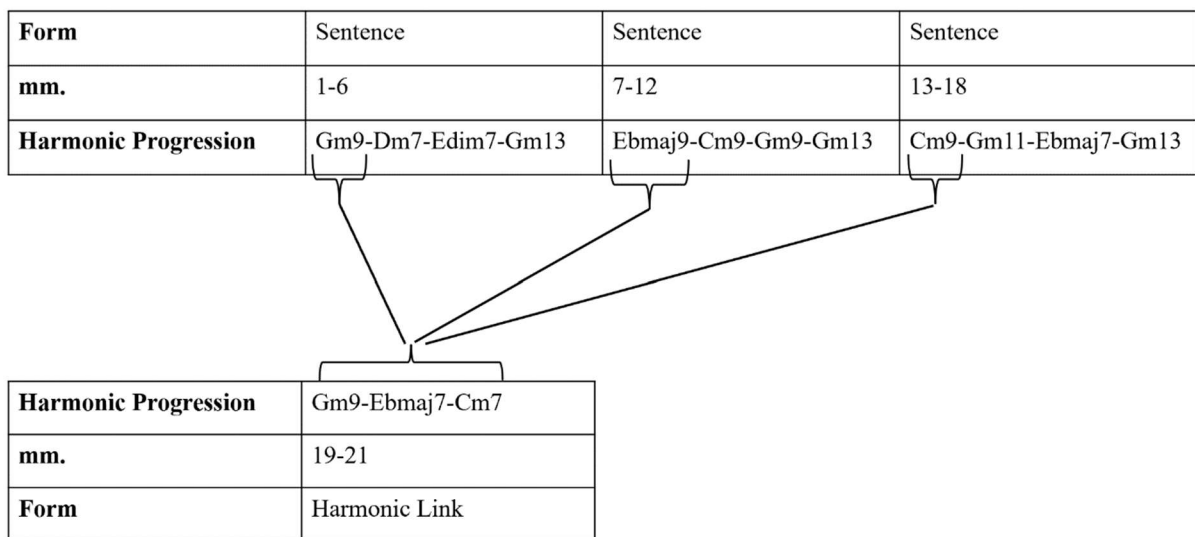 Form Sentence Sentence Sentence
mm. 1-6 7-12 13-18
Harmonic Progression Gm9-Dm7-Edim7-Gm13 Ebmaj9-Cm9-Gm9-Gm13 Cm9-Gm11-Ebmaj7-Gm13
Harmonic Progression Gm9-Ebmaj7-Cm7
mm. 19-21
Form Harmonic Link